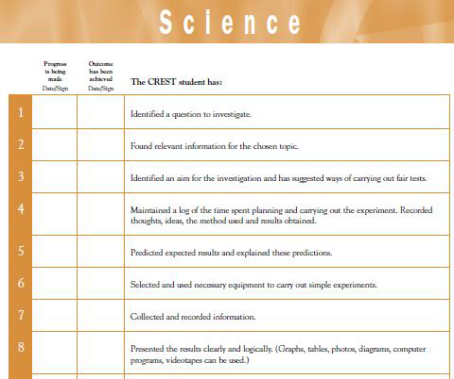 Science
Progress is being made Date/Sign
Outcome has been achieved Date/Sign
The CREST student has:
1 Identified a question to investigate.
2 Found relevant information for the chosen topic.
3 Identified an aim for the investigation and has suggested ways of carrying out fair tests.
4 Maintained a log of the time spent planning and carrying out the experiment. Recorded
thoughts, ideas, the method used and results obtained.
5 Predicted expected results and explained these predictions.
6 Selected and used necessary equipment to carry out simple experiments.
7 Collected and recorded information.
8 Presented the results clearly and logically. (Graphs, tables, photos, diagrams, computer
programs, videotapes can be used.)